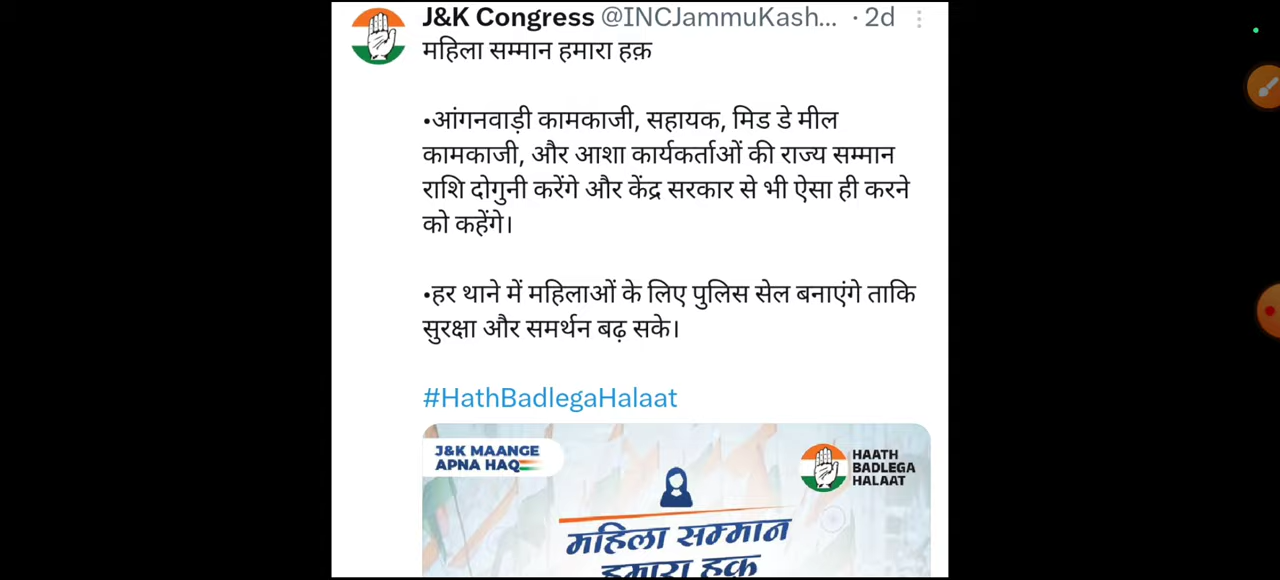 J&K Congress @INCJammuKash... · 2d
महिला सम्मान हमारा हक़
•आंगनवाड़ी कामकाजी, सहायक, मिड डे मील
कामकाजी, और आशा कार्यकर्ताओं की राज्य सम्मान
राशि दोगुनी करेंगे और केंद्र सरकार से भी ऐसा ही करने
को कहेंगे।
•हर थाने में महिलाओं के लिए पुलिस सेल बनाएंगे ताकि
सुरक्षा और समर्थन बढ़ सके।
#HathBadlegaHalaat
J&K MAANGE
APNA HAQ
HAATH
BADLEGA
HALAAT
महिला सम्मान
हमारा हक़